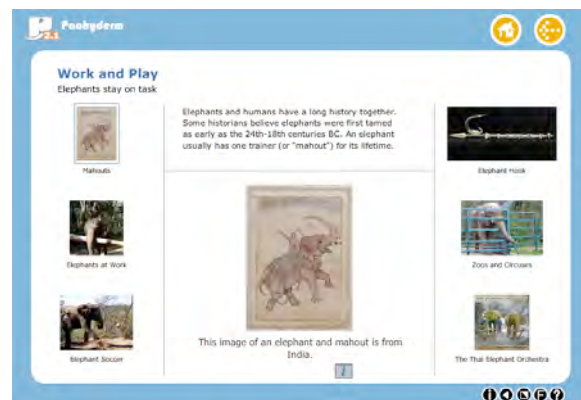 Pachyderm
2.1
Work and Play
Elephants stay on task
Mahouts
Elephants at Work
Elephant Soccer
Elephants and humans have a long history together.
Some historians believe elephants were first tamed
as early as the 24th-18th centuries BC. An elephant
usually has one trainer (or "mahout") for its lifetime.
This image of an elephant and mahout is from
India.
i
Elephant Hook
Zoos and Circuses
The Thai Elephant Orchestra